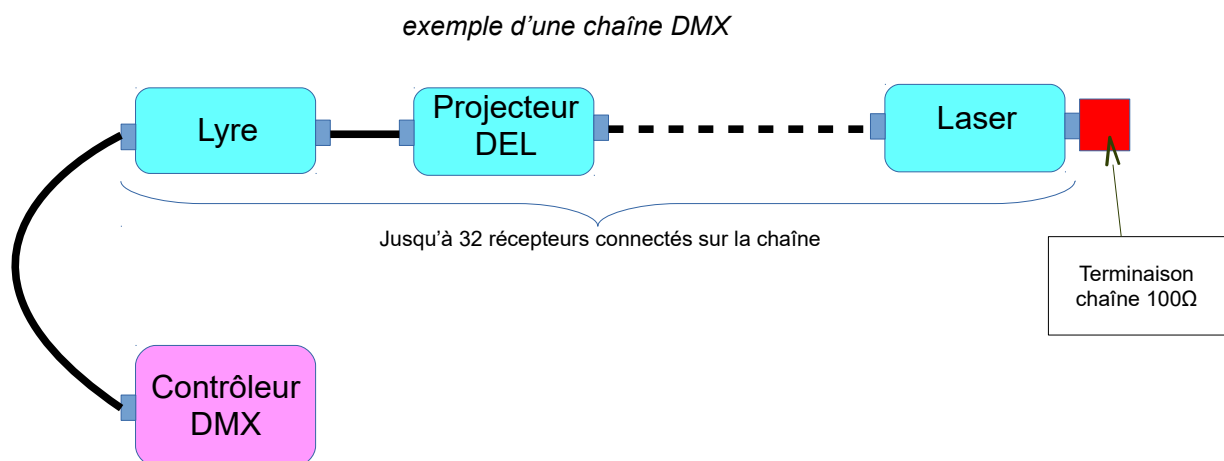 exemple d'une chaîne DMX
Lyre
Projecteur
DEL
Laser
Jusqu'à 32 récepteurs connectés sur la chaîne
Terminaison
chaîne 100Ω
Contrôleur
DMX